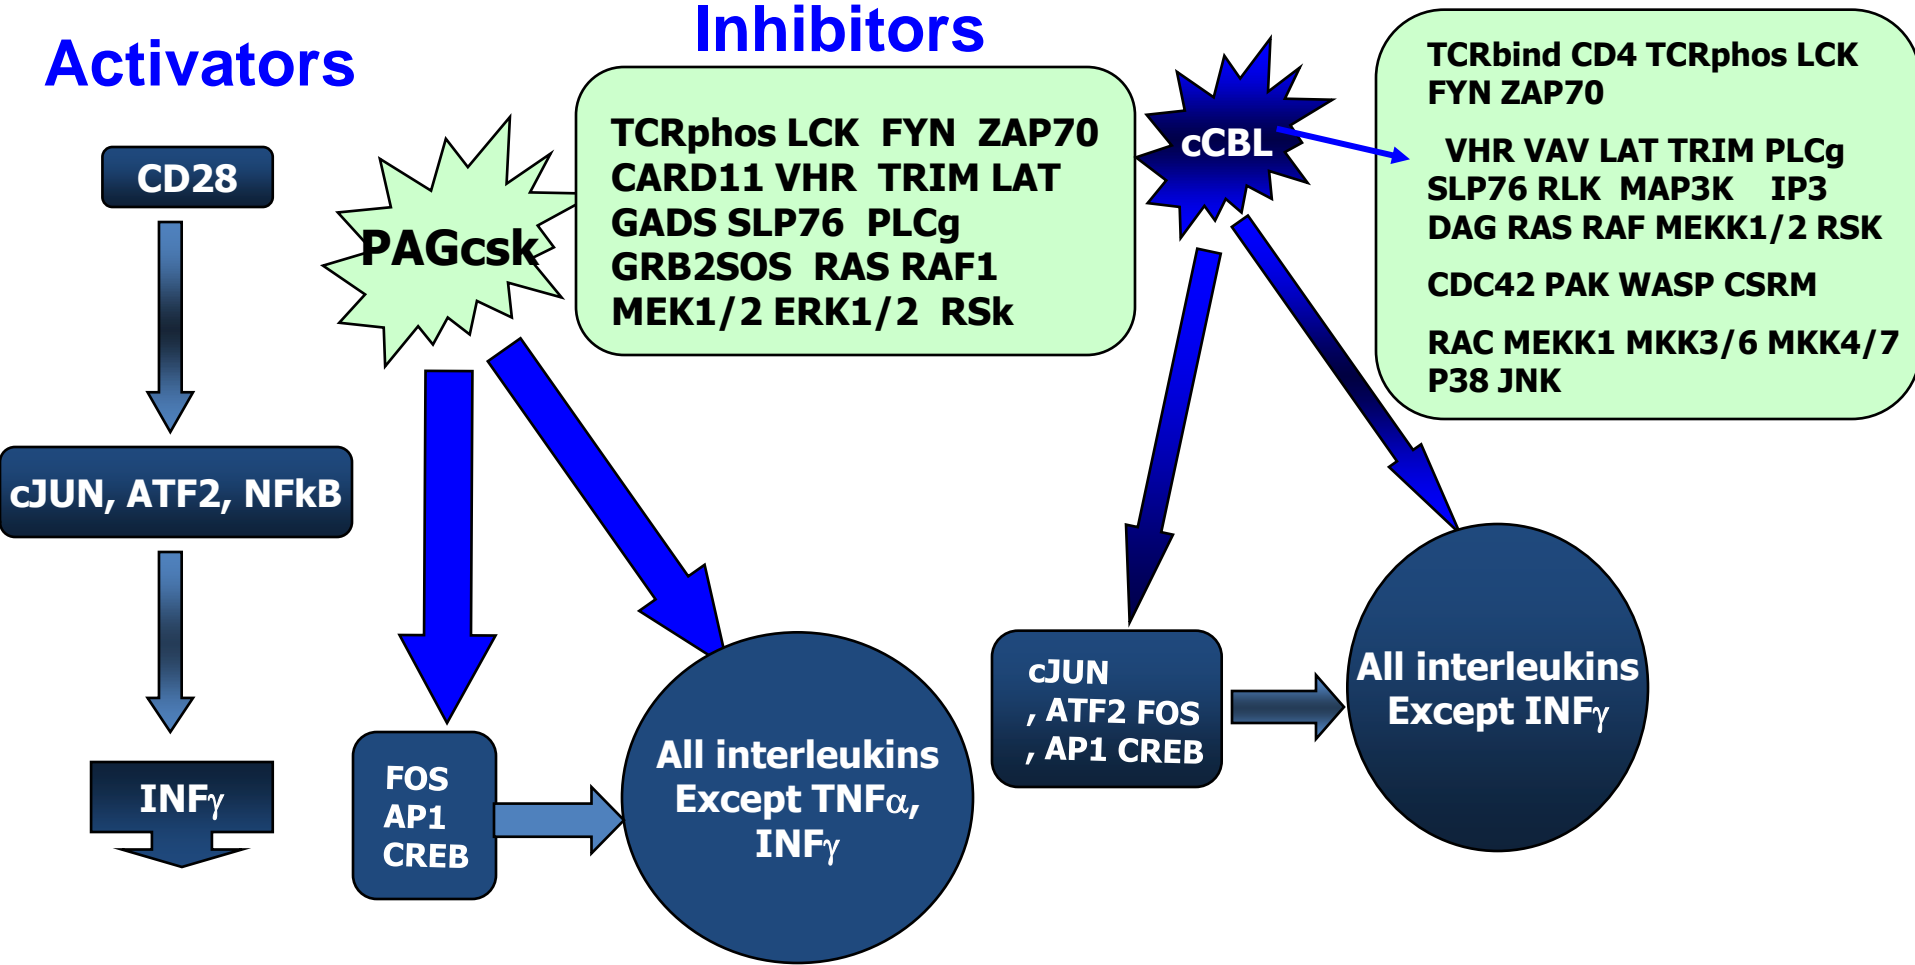 Activators
CD28
cJUN, ATF2, NFkB
INFγ
Inhibitors
PAGcsk
TCRphos LCK FYN ZAP70
CARD11 VHR TRIM LAT
GADS SLP76 PLCg
GRB2SOS RAS RAF1
MEK1/2 ERK1/2 RSk
FOS
AP1
CREB
All interleukins
Except TNFα,
INFγ
cCBL
TCRbind CD4 TCRphos LCK
FYN ZAP70
VHR VAV LAT TRIM PLCg
SLP76 RLK MAP3K IP3
DAG RAS RAF MEKK1/2 RSK
CDC42 PAK WASP CSRM
RAC MEKK1 MKK3/6 MKK4/7
P38 JNK
cJUN
, ATF2 FOS
, AP1 CREB
All interleukins
Except INFγ